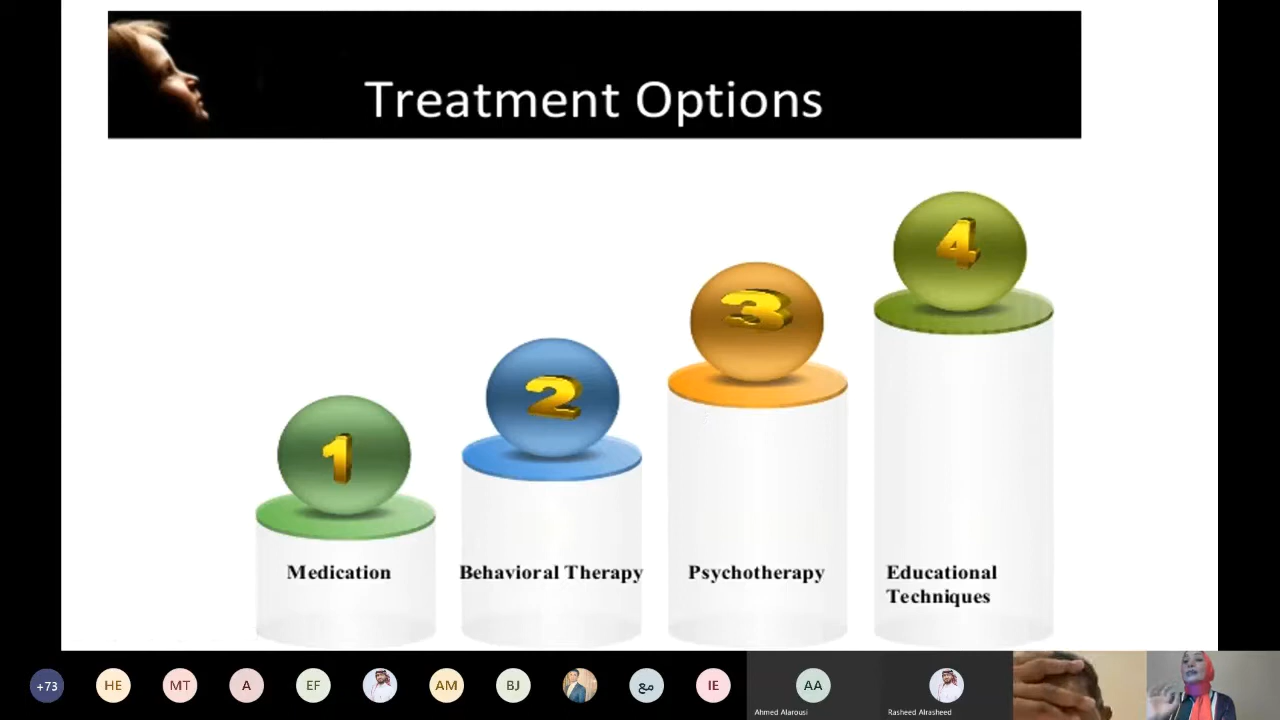 Treatment Options
4
3
2
1
Medication
Behavioral Therapy
Psychotherapy
Educational
Techniques
+73
HE
MT
A
EF
AM
BJ
مع
IE
AA
Ahmed Alarousi
Rasheed Alrasheed